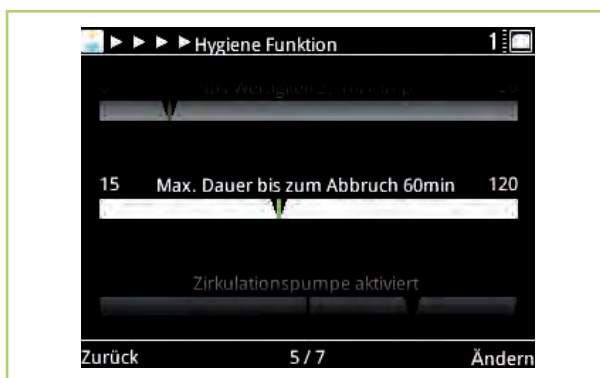 Hygiene Funktion 1
15 Max. Dauer bis zum Abbruch 60min 120
Zirkulationspumpe aktiviert
Zurück 5 / 7 Ändern